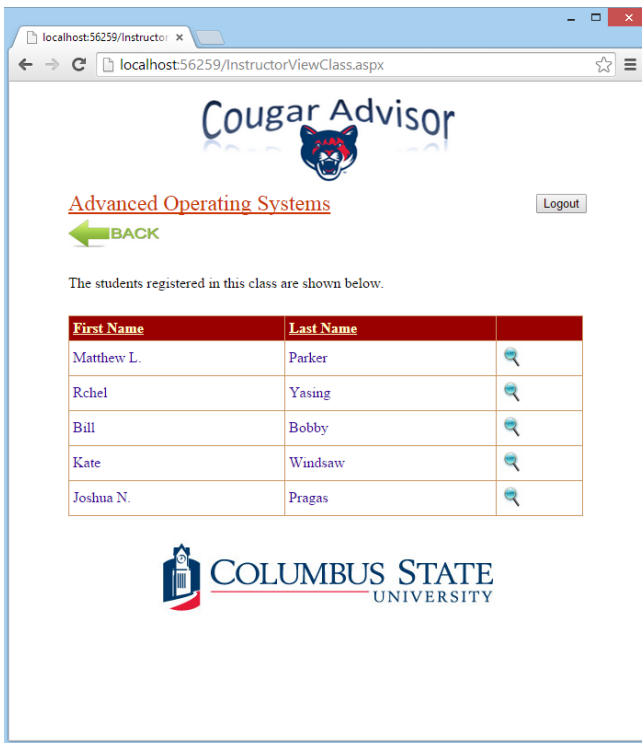 localhost:56259/Instructor
localhost:56259/InstructorViewClass.aspx
Cougar Advisor
Advanced Operating Systems
Logout
BACK
The students registered in this class are shown below.
First Name Last Name
Matthew L. Parker
Rchel Yasing
Bill Bobby
Kate Windsaw
Joshua N. Pragas
COLUMBUS STATE
UNIVERSITY